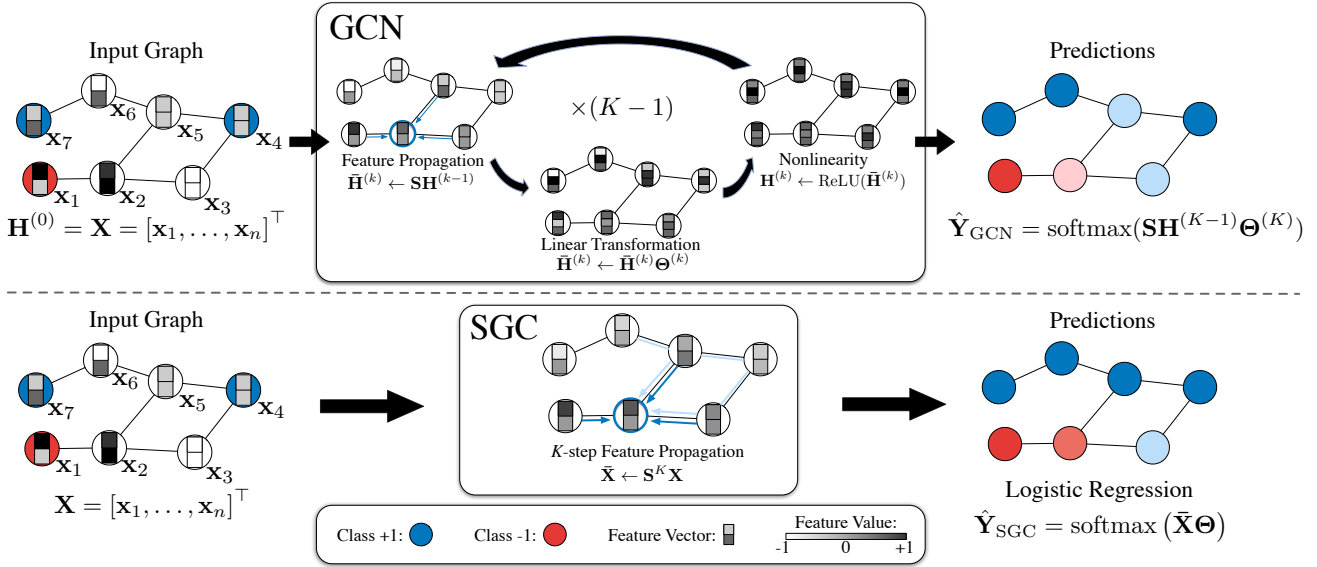 GCN
Input Graph
x₆
x₅
x₇
x₄
x₁
x₂
x₃
H⁽⁰⁾ = X = [x₁, . . . , xₙ]⊤
×(K − 1)
Feature Propagation
H̄⁽ᵏ⁾ ← SH⁽ᵏ⁻¹⁾
Linear Transformation
H̄⁽ᵏ⁾ ← H̄⁽ᵏ⁾Θ⁽ᵏ⁾
Nonlinearity
H⁽ᵏ⁾ ← ReLU(H̄⁽ᵏ⁾)
Predictions
Ŷ_GCN = softmax(SH⁽ᴷ⁻¹⁾Θ⁽ᴷ⁾)
Input Graph
x₆
x₅
x₇
x₄
x₁
x₂
x₃
X = [x₁, . . . , xₙ]⊤
SGC
K-step Feature Propagation
X̄ ← SᴷX
Predictions
Logistic Regression
Ŷ_SGC = softmax (X̄Θ)
Class +1:
Class -1:
Feature Vector:
Feature Value:
-1 0 +1